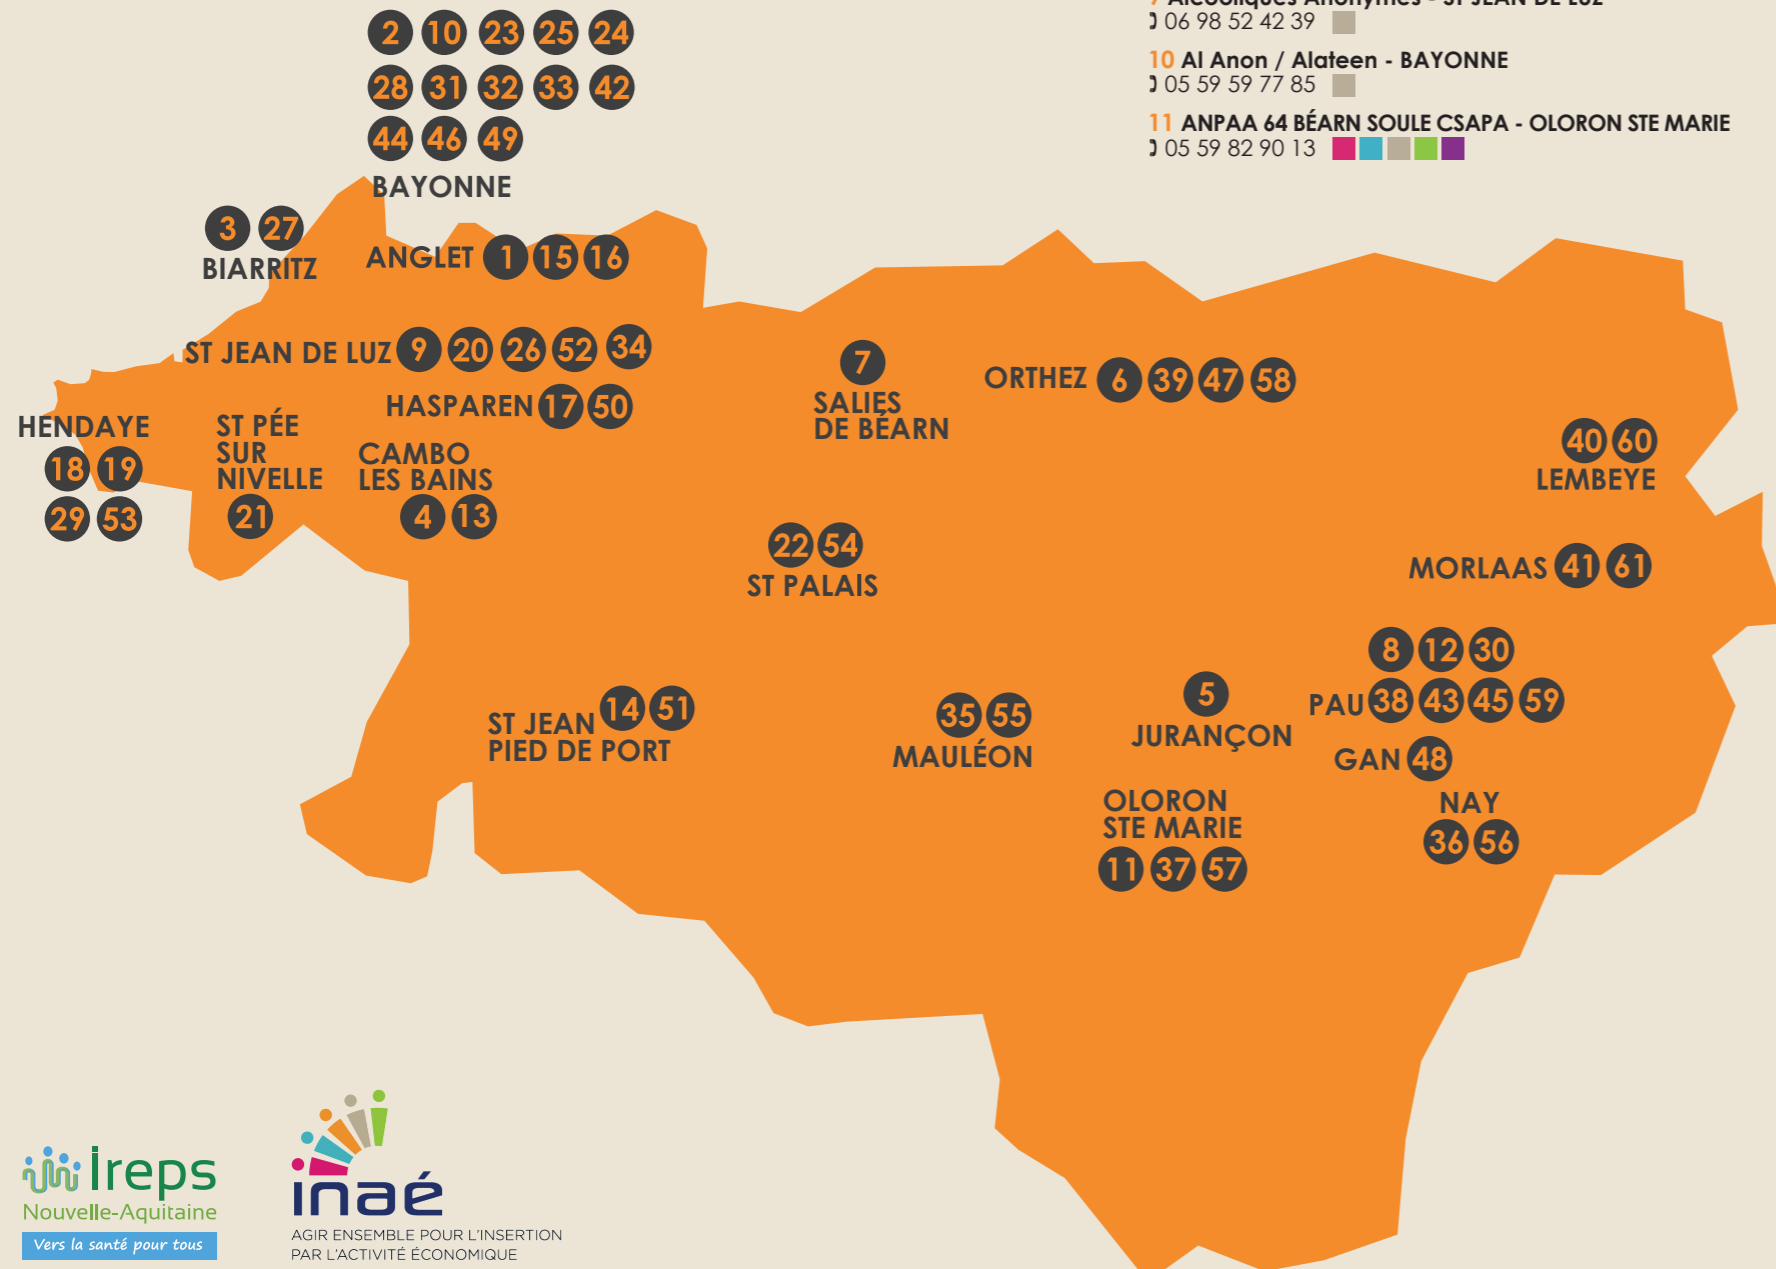 2 10 23 25 24
28 31 32 33 42
44 46 49
BAYONNE
Alcooliques Anonymes - ST JEAN DE LUZ
06 98 52 42 39
10 Al Anon / Alateen - BAYONNE
05 59 59 77 85
11 ANPAA 64 BÉARN SOULE CSAPA - OLORON STE MARIE
05 59 82 90 13
3 27
BIARRITZ
ANGLET 1 15 16
ST JEAN DE LUZ 9 20 26 52 34
HASPAREN 17 50
HENDAYE
18 19
29 53
ST PÉE
SUR
NIVELLE
21
CAMBO
LES BAINS
4 13
7
SALIES
DE BÉARN
ORTHEZ 6 39 47 58
40 60
LEMBEYE
22 54
ST PALAIS
MORLAAS 41 61
8 12 30
PAU 38 43 45 59
ST JEAN 14 51
PIED DE PORT
35 55
MAULÉON
5
JURANÇON
GAN 48
OLORON
STE MARIE
11 37 57
NAY
36 56
ireps
Nouvelle-Aquitaine
Vers la santé pour tous
inaé
AGIR ENSEMBLE POUR L'INSERTION
PAR L'ACTIVITÉ ÉCONOMIQUE